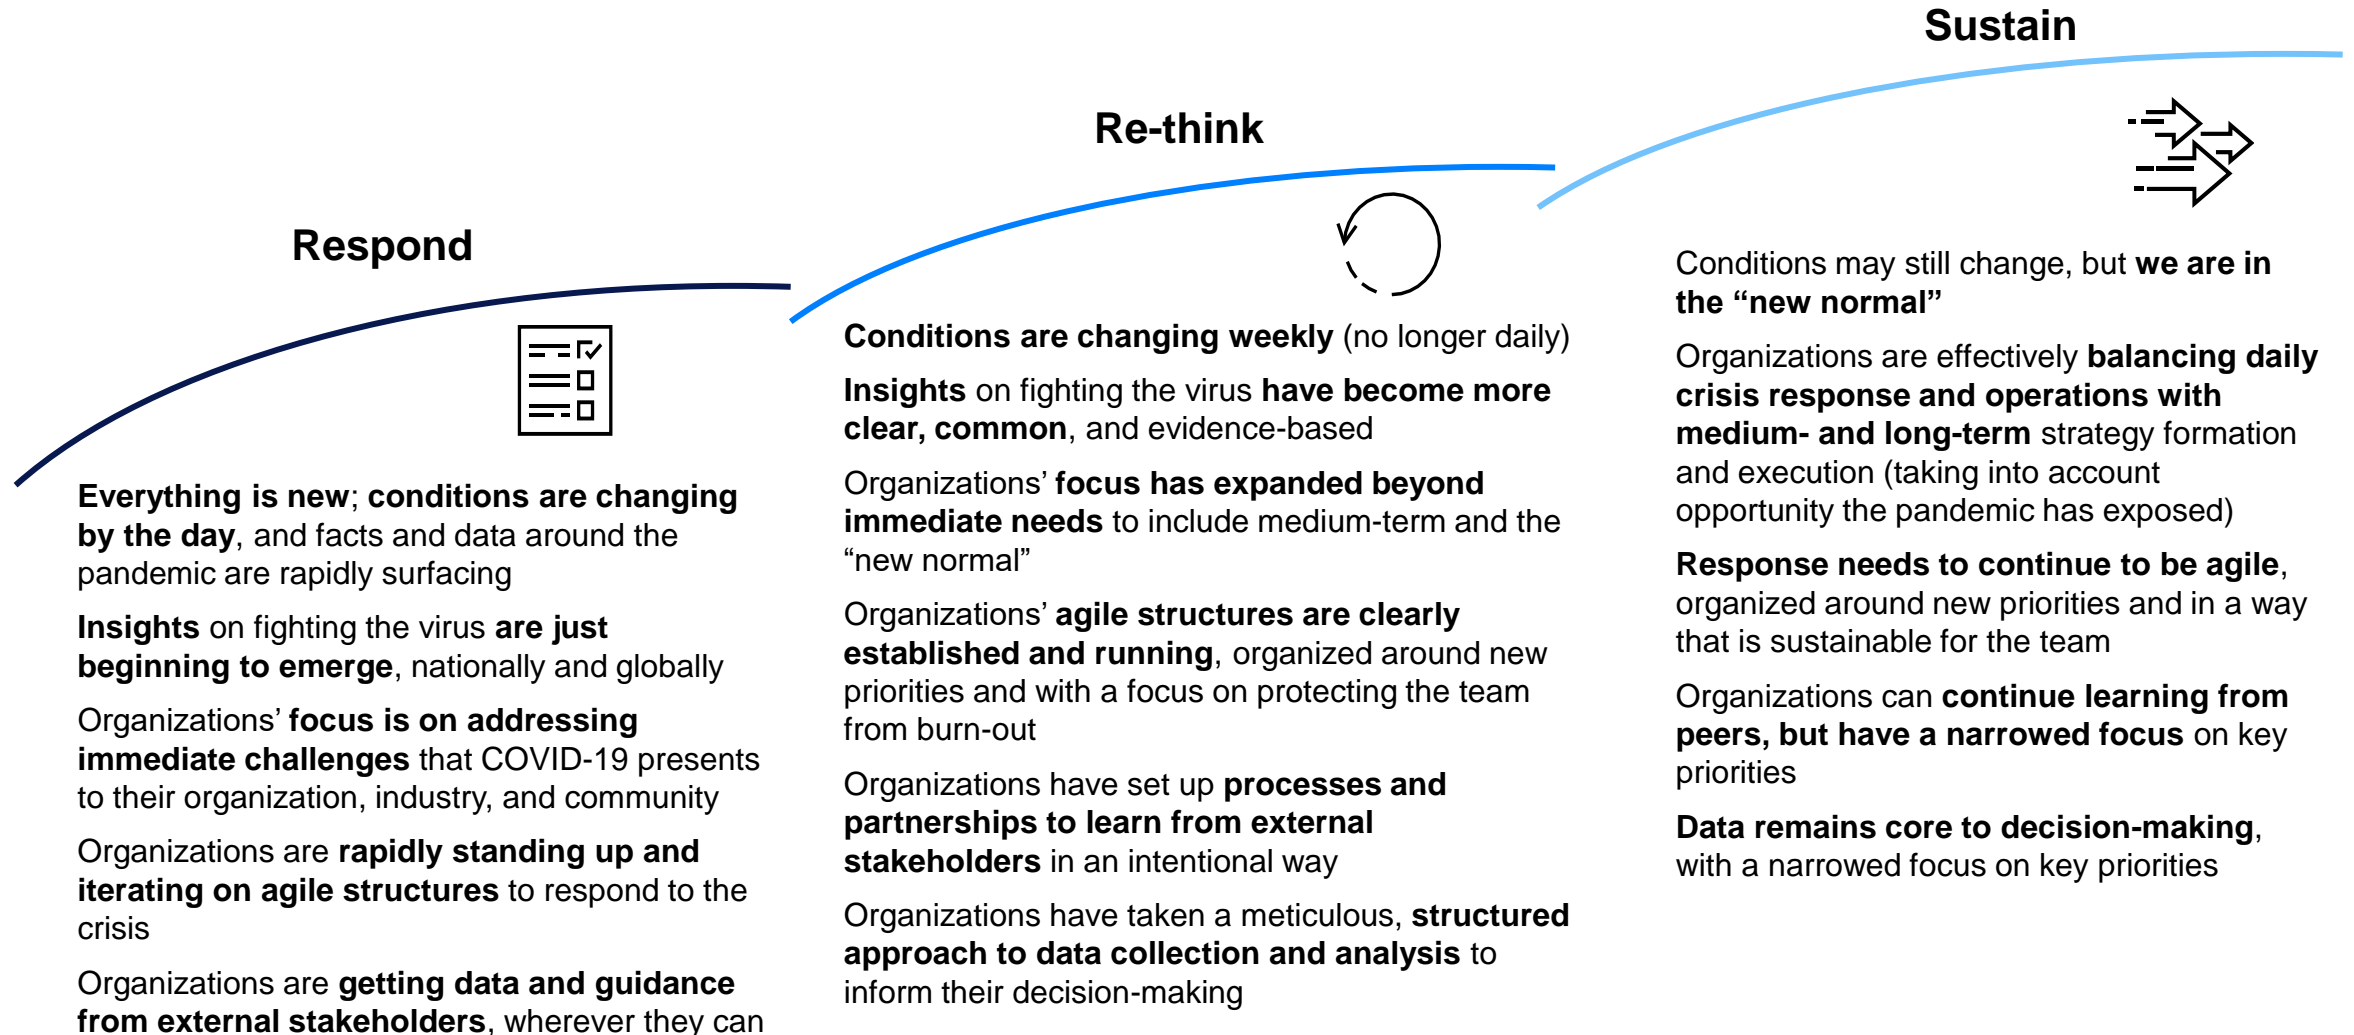 Respond
Everything is new; conditions are changing
by the day, and facts and data around the
pandemic are rapidly surfacing
Insights on fighting the virus are just
beginning to emerge, nationally and globally
Organizations’ focus is on addressing
immediate challenges that COVID-19 presents
to their organization, industry, and community
Organizations are rapidly standing up and
iterating on agile structures to respond to the
crisis
Organizations are getting data and guidance
from external stakeholders, wherever they can
Re-think
Conditions are changing weekly (no longer daily)
Insights on fighting the virus have become more
clear, common, and evidence-based
Organizations’ focus has expanded beyond
immediate needs to include medium-term and the
“new normal”
Organizations’ agile structures are clearly
established and running, organized around new
priorities and with a focus on protecting the team
from burn-out
Organizations have set up processes and
partnerships to learn from external
stakeholders in an intentional way
Organizations have taken a meticulous, structured
approach to data collection and analysis to
inform their decision-making
Sustain
Conditions may still change, but we are in
the “new normal”
Organizations are effectively balancing daily
crisis response and operations with
medium- and long-term strategy formation
and execution (taking into account
opportunity the pandemic has exposed)
Response needs to continue to be agile,
organized around new priorities and in a way
that is sustainable for the team
Organizations can continue learning from
peers, but have a narrowed focus on key
priorities
Data remains core to decision-making,
with a narrowed focus on key priorities